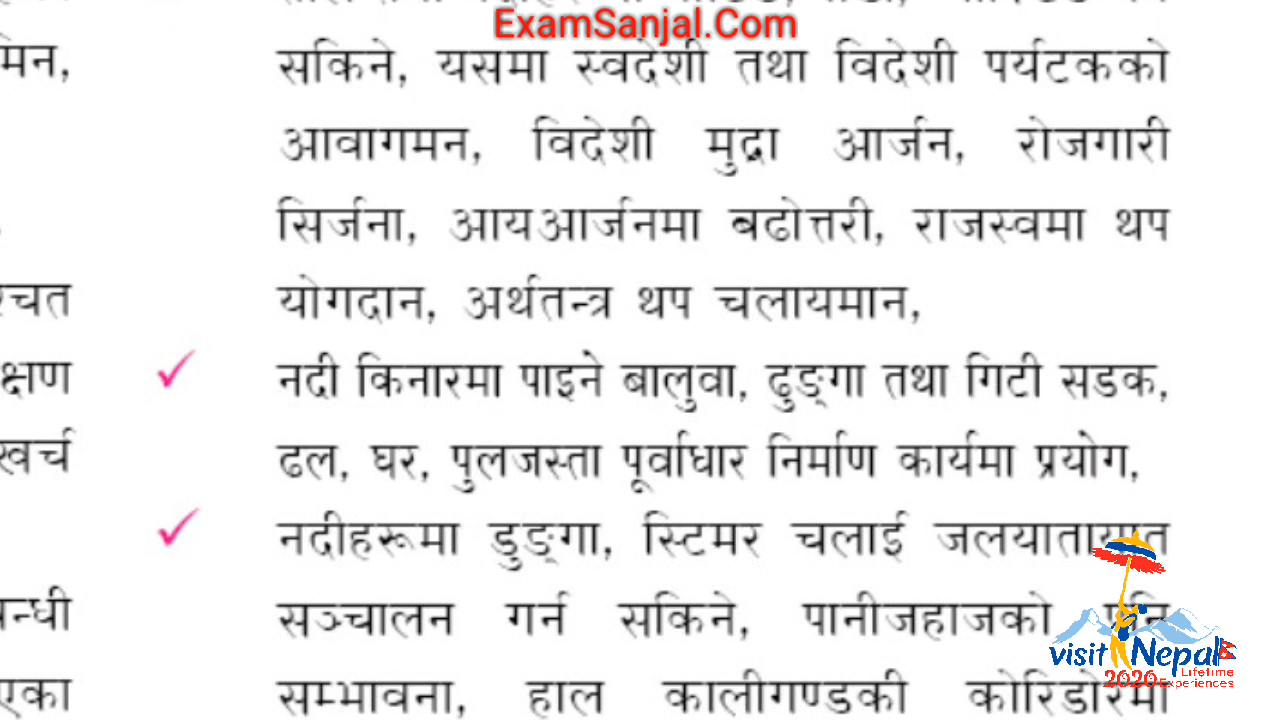 ExamSanjal.Com
सकिने, यसमा स्वदेशी तथा विदेशी पर्यटकको
आवागमन, विदेशी मुद्रा आर्जन, रोजगारी
सिर्जना, आयआर्जनमा बढोत्तरी, राजस्वमा थप
योगदान, अर्थतन्त्र थप चलायमान,
✓ नदी किनारमा पाइने बालुवा, ढुङ्गा तथा गिटी सडक,
ढल, घर, पुलजस्ता पूर्वाधार निर्माण कार्यमा प्रयोग,
✓ नदीहरूमा डुङ्गा, स्टिमर चलाई जलयातायात
सञ्चालन गर्न सकिने, पानीजहाजको पनि
सम्भावना, हाल कालीगण्डकी कोरिडोरमा
क्षण
खर्च
एका
visit Nepal
2020
Lifetime
Experiences